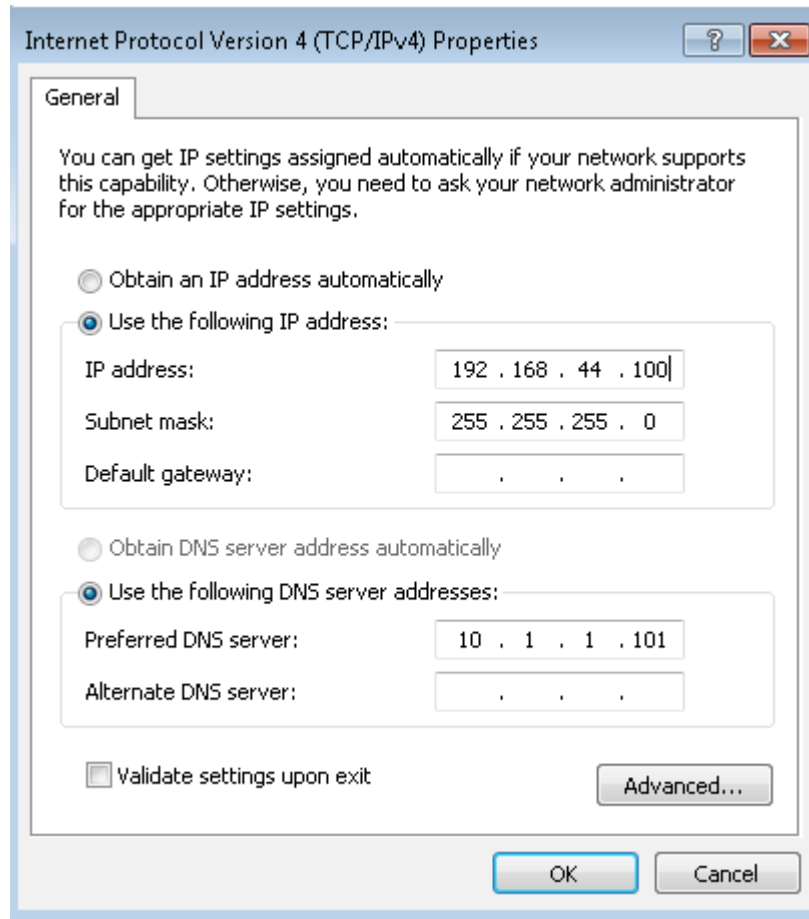 Internet Protocol Version 4 (TCP/IPv4) Properties
General
You can get IP settings assigned automatically if your network supports
this capability. Otherwise, you need to ask your network administrator
for the appropriate IP settings.
Obtain an IP address automatically
Use the following IP address:
IP address: 192 . 168 . 44 . 100
Subnet mask: 255 . 255 . 255 . 0
Default gateway: . . .
Obtain DNS server address automatically
Use the following DNS server addresses:
Preferred DNS server: 10 . 1 . 1 . 101
Alternate DNS server: . . .
Validate settings upon exit
Advanced...
OK Cancel